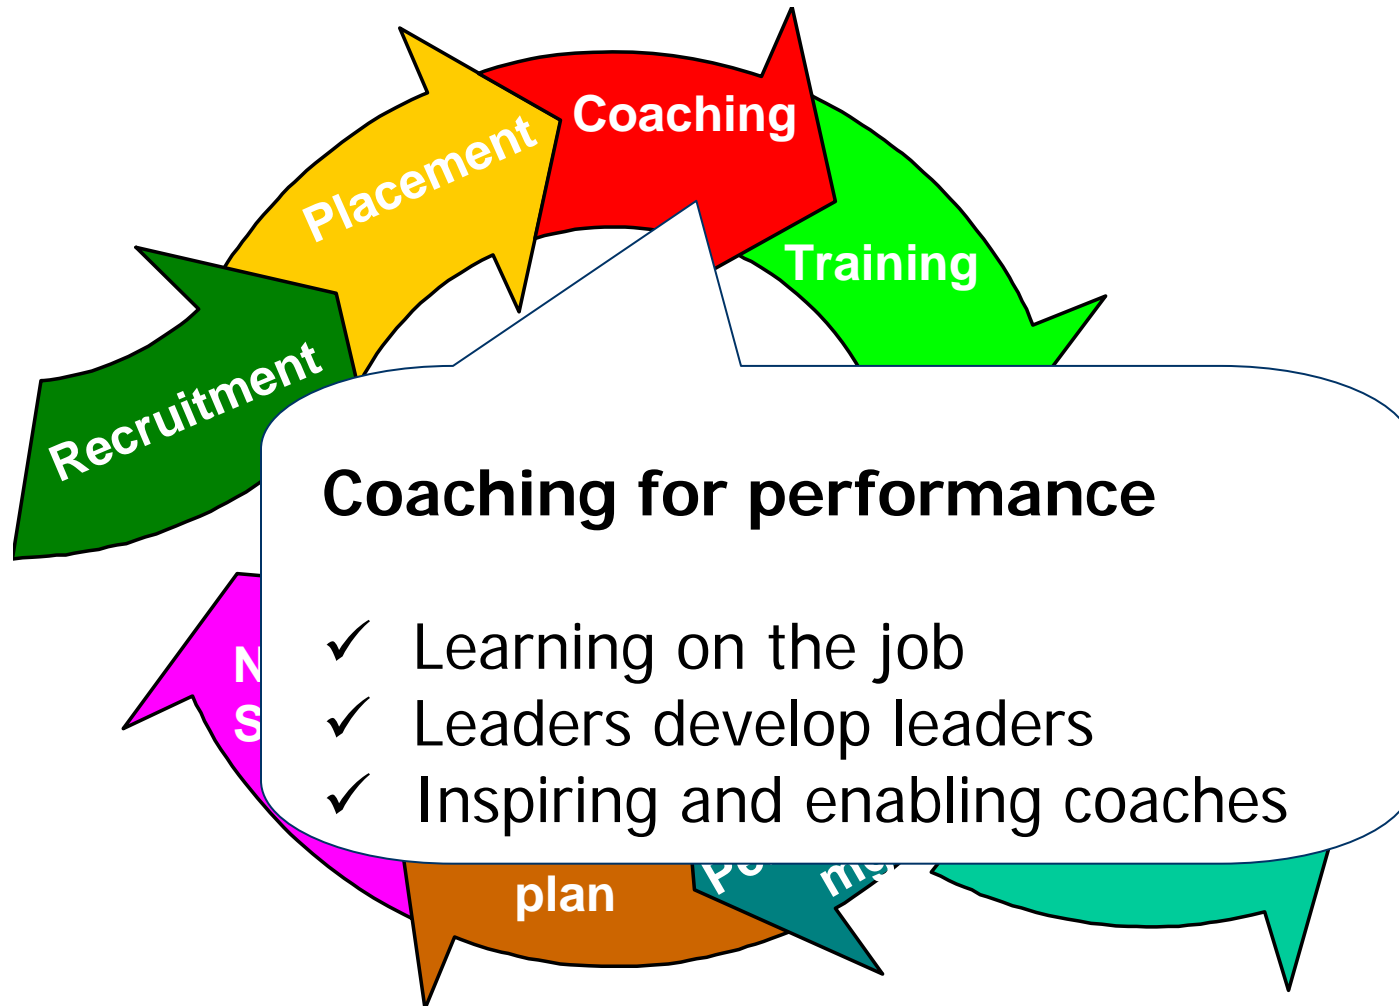 Coaching
Placement
Training
Recruitment
Coaching for performance
✓ Learning on the job
✓ Leaders develop leaders
✓ Inspiring and enabling coaches
plan